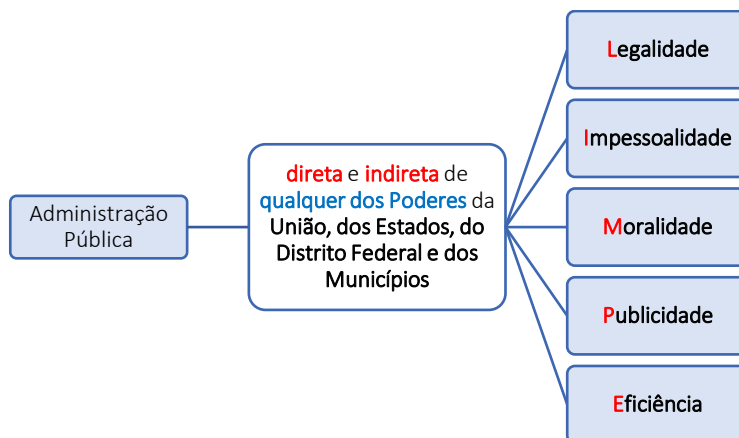 Administração
Pública
direta e indireta de
qualquer dos Poderes da
União, dos Estados, do
Distrito Federal e dos
Municípios
Legalidade
Impessoalidade
Moralidade
Publicidade
Eficiência